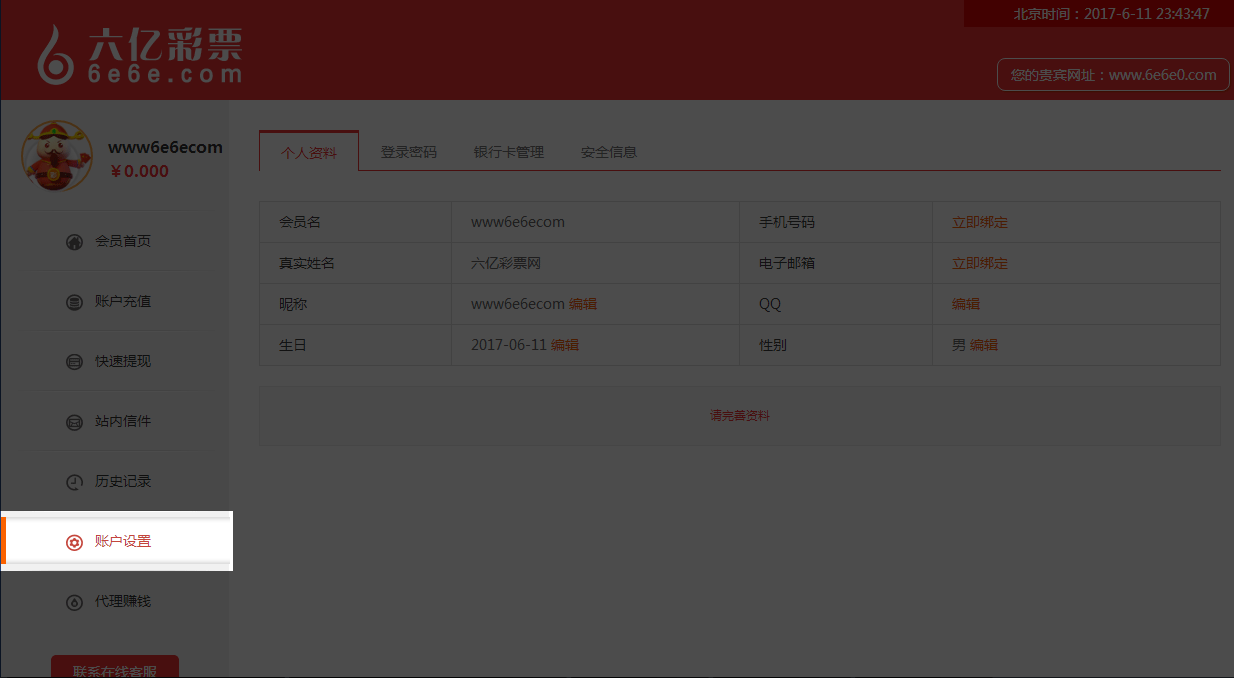 北京时间：2017-6-11 23:43:47
六亿彩票
6e6e.com
您的贵宾网址：www.6e6e0.com
www6e6ecom
￥0.000
会员首页
账户充值
快速提现
站内信件
历史记录
账户设置
代理赚钱
联系在线客服
个人资料 登录密码 银行卡管理 安全信息
会员名 www6e6ecom 手机号码 立即绑定
真实姓名 六亿彩票网 电子邮箱 立即绑定
昵称 www6e6ecom 编辑 QQ 编辑
生日 2017-06-11 编辑 性别 男 编辑
请完善资料